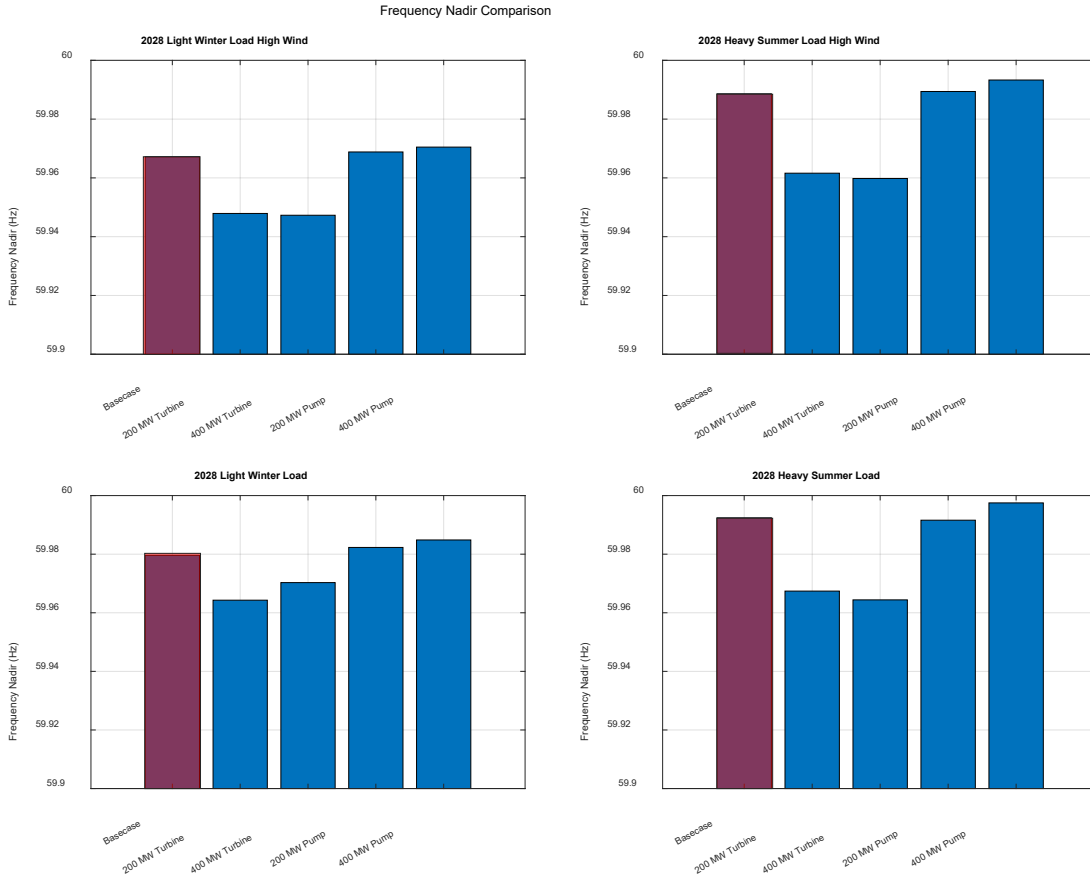 Frequency Nadir Comparison
2028 Light Winter Load High Wind
60
59.98
59.96
59.94
59.92
59.9
Frequency Nadir (Hz)
Basecase
200 MW Turbine
400 MW Turbine
200 MW Pump
400 MW Pump
2028 Heavy Summer Load High Wind
60
59.98
59.96
59.94
59.92
59.9
Frequency Nadir (Hz)
Basecase
200 MW Turbine
400 MW Turbine
200 MW Pump
400 MW Pump
2028 Light Winter Load
60
59.98
59.96
59.94
59.92
59.9
Frequency Nadir (Hz)
Basecase
200 MW Turbine
400 MW Turbine
200 MW Pump
400 MW Pump
2028 Heavy Summer Load
60
59.98
59.96
59.94
59.92
59.9
Frequency Nadir (Hz)
Basecase
200 MW Turbine
400 MW Turbine
200 MW Pump
400 MW Pump